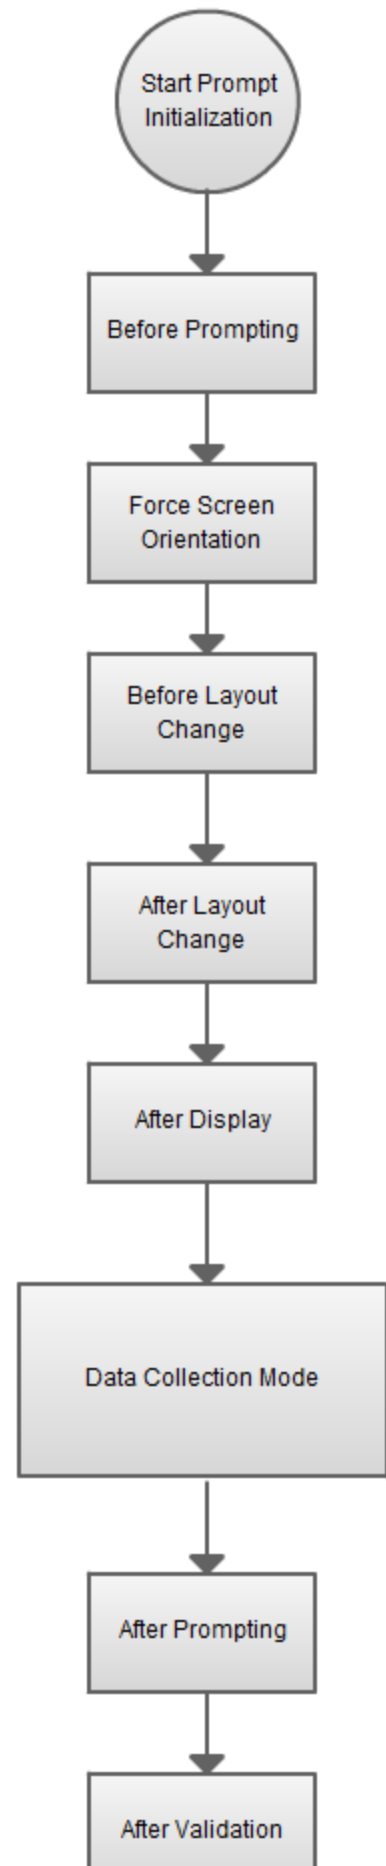 Start Prompt
Initialization
Before Prompting
Force Screen
Orientation
Before Layout
Change
After Layout
Change
After Display
Data Collection Mode
After Prompting
After Validation